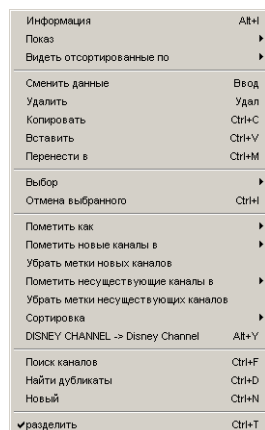 Информация Alt+I
Показ
Видеть отсортированные по
Сменить данные Ввод
Удалить Удал
Копировать Ctrl+C
Вставить Ctrl+V
Перенести в Ctrl+M
Выбор
Отмена выбранного Ctrl+I
Пометить как
Пометить новые каналы в
Убрать метки новых каналов
Пометить несуществующие каналы в
Убрать метки несуществующих каналов
Сортировка
DISNEY CHANNEL -> Disney Channel Alt+Y
Поиск каналов Ctrl+F
Найти дубликаты Ctrl+D
Новый Ctrl+N
разделить Ctrl+T